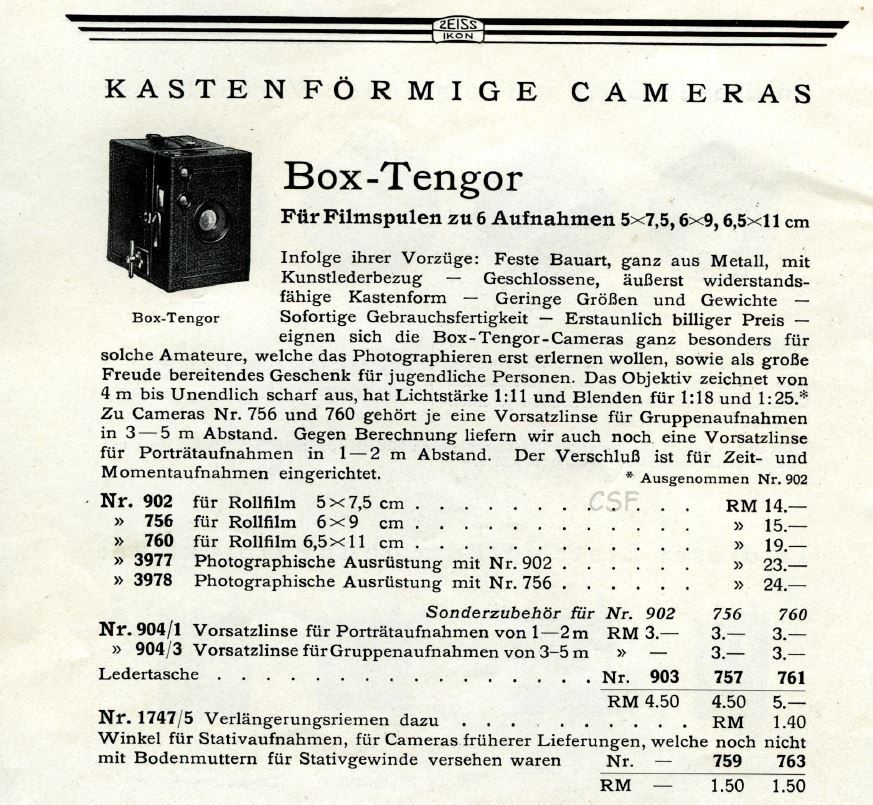 ZEISS
IKON
KASTENFÖRMIGE CAMERAS
Box-Tengor
Für Filmspulen zu 6 Aufnahmen 5×7,5, 6×9, 6,5×11 cm
Box-Tengor
Infolge ihrer Vorzüge: Feste Bauart, ganz aus Metall, mit
Kunstlederbezug — Geschlossene, äußerst widerstands-
fähige Kastenform — Geringe Größen und Gewichte —
Sofortige Gebrauchsfertigkeit — Erstaunlich billiger Preis —
eignen sich die Box-Tengor-Cameras ganz besonders für
solche Amateure, welche das Photographieren erst erlernen wollen, sowie als große
Freude bereitendes Geschenk für jugendliche Personen. Das Objektiv zeichnet von
4 m bis Unendlich scharf aus, hat Lichtstärke 1:11 und Blenden für 1:18 und 1:25.*
Zu Cameras Nr. 756 und 760 gehört je eine Vorsatzlinse für Gruppenaufnahmen
in 3—5 m Abstand. Gegen Berechnung liefern wir auch noch eine Vorsatzlinse
für Porträtaufnahmen in 1—2 m Abstand. Der Verschluß ist für Zeit- und
Momentaufnahmen eingerichtet. * Ausgenommen Nr. 902
CSF
Nr. 902 für Rollfilm 5×7,5 cm . . . . . . . . . . . . RM 14.—
» 756 für Rollfilm 6×9 cm . . . . . . . . . . . . » 15.—
» 760 für Rollfilm 6,5×11 cm . . . . . . . . . . . . » 19.—
» 3977 Photographische Ausrüstung mit Nr. 902 . . . . . . » 23.—
» 3978 Photographische Ausrüstung mit Nr. 756 . . . . . . » 24.—
Sonderzubehör für Nr. 902 756 760
Nr. 904/1 Vorsatzlinse für Porträtaufnahmen von 1—2 m RM 3.— 3.— 3.—
» 904/3 Vorsatzlinse für Gruppenaufnahmen von 3-5 m » — 3.— 3.—
Ledertasche . . . . . . . . . . . . . . . . . Nr. 903 757 761
RM 4.50 4.50 5.—
Nr. 1747/5 Verlängerungsriemen dazu . . . . . . . . . . RM 1.40
Winkel für Stativaufnahmen, für Cameras früherer Lieferungen, welche noch nicht
mit Bodenmuttern für Stativgewinde versehen waren Nr. — 759 763
RM — 1.50 1.50